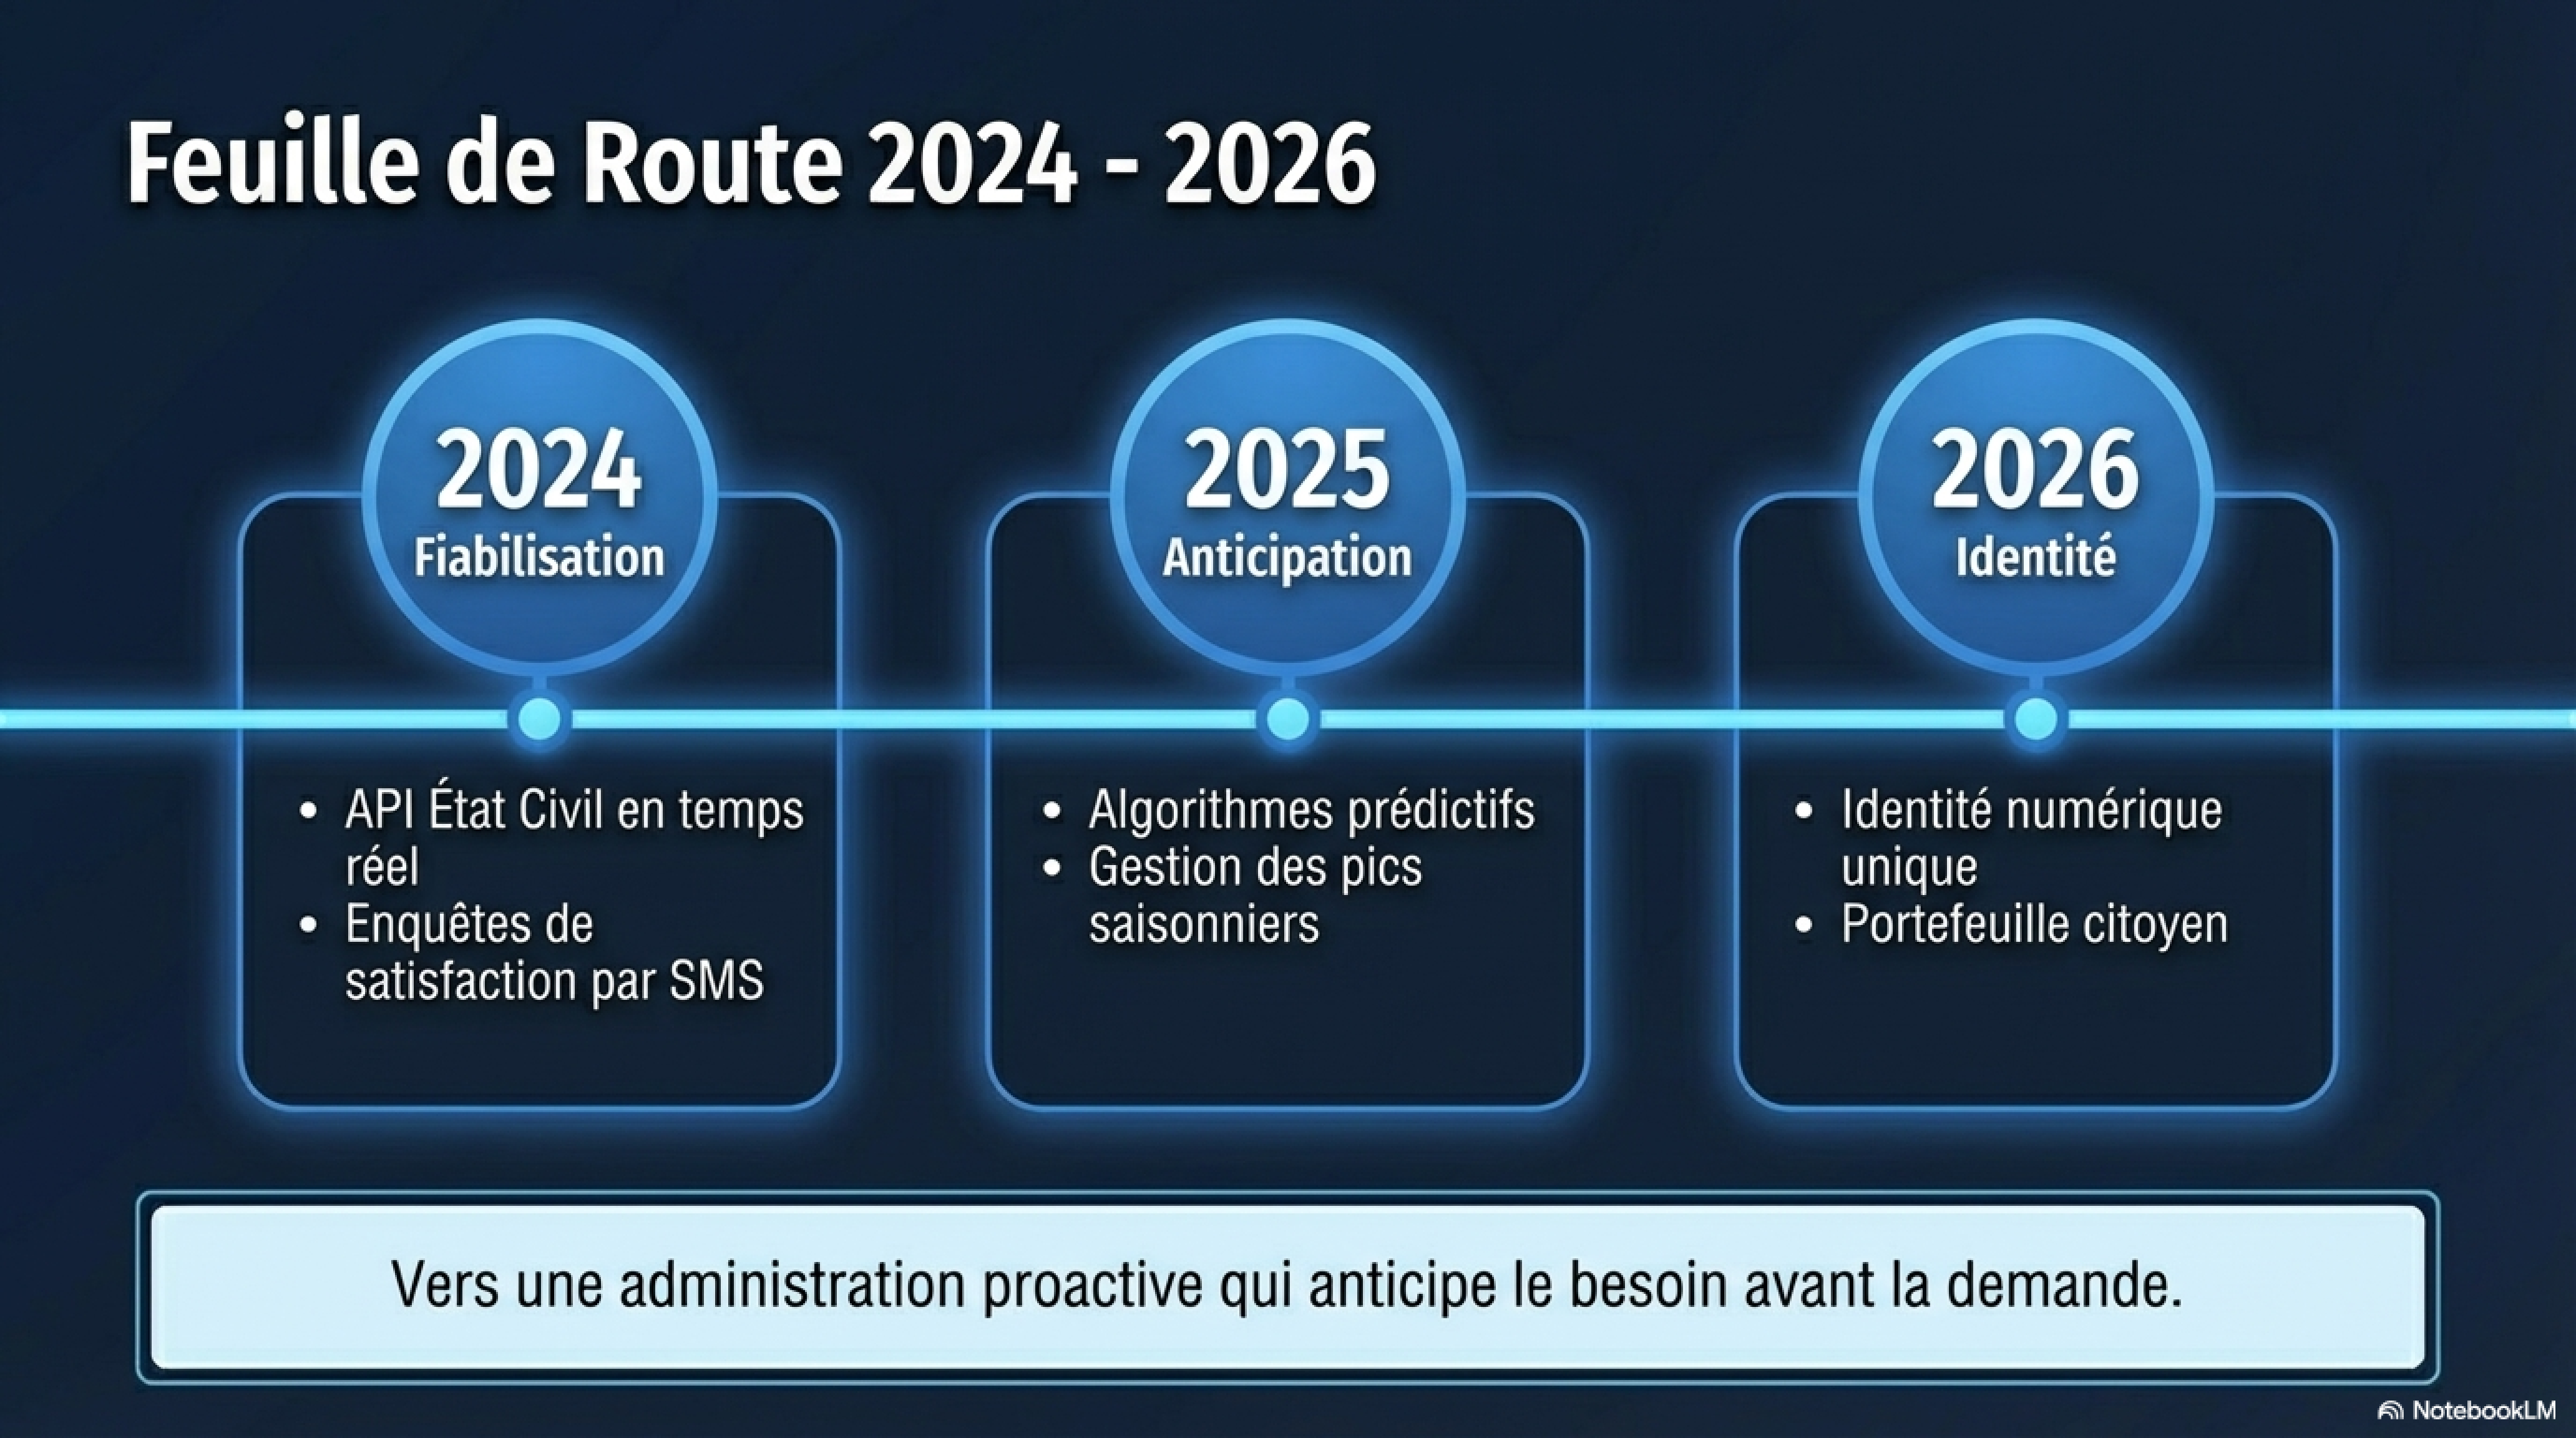 Feuille de Route 2024 - 2026
2024
Fiabilisation
• API État Civil en temps
réel
• Enquêtes de
satisfaction par SMS
2025
Anticipation
• Algorithmes prédictifs
• Gestion des pics
saisonniers
2026
Identité
• Identité numérique
unique
• Portefeuille citoyen
Vers une administration proactive qui anticipe le besoin avant la demande.
NotebookLM